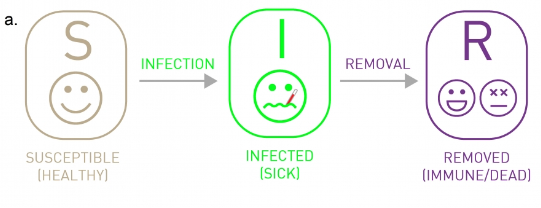 a.
S
I
R
INFECTION
REMOVAL
SUSCEPTIBLE
(HEALTHY)
INFECTED
(SICK)
REMOVED
(IMMUNE/DEAD)